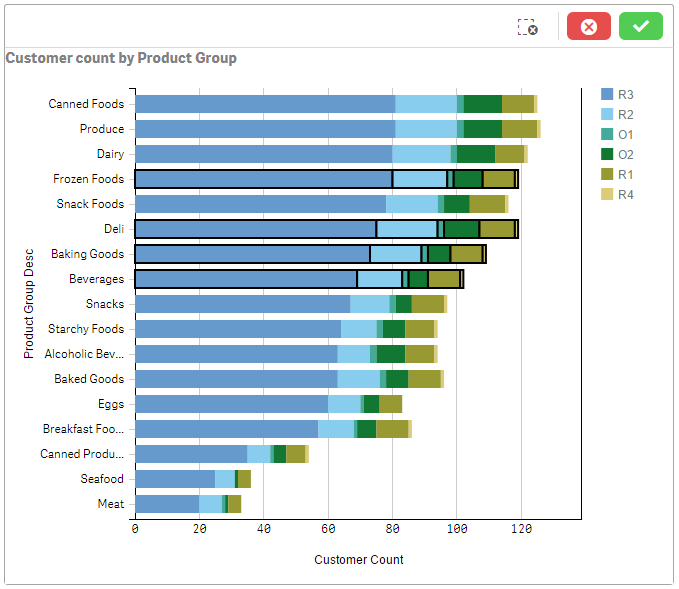 Customer count by Product Group
Product Group Desc
Canned Foods
Produce
Dairy
Frozen Foods
Snack Foods
Deli
Baking Goods
Beverages
Snacks
Starchy Foods
Alcoholic Bev...
Baked Goods
Eggs
Breakfast Foo...
Canned Produ...
Seafood
Meat
0 20 40 60 80 100 120
Customer Count
R3
R2
O1
O2
R1
R4